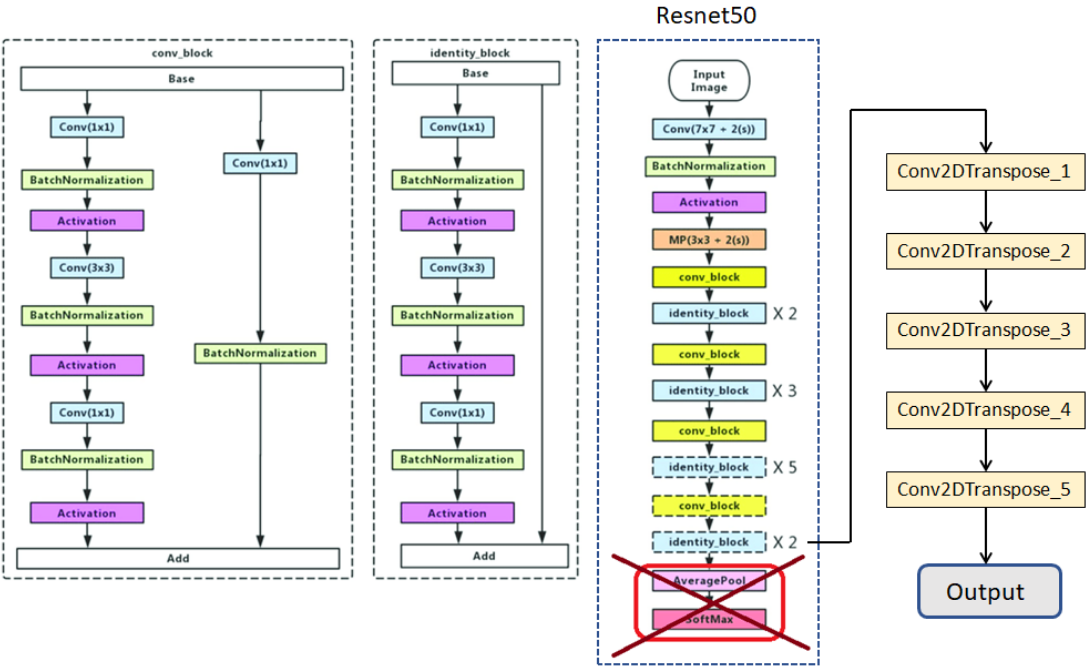 Resnet50
conv_block
Base
Conv(1x1)
BatchNormalization
Activation
Conv(3x3)
BatchNormalization
Activation
Conv(1x1)
BatchNormalization
Activation
Conv(1x1)
BatchNormalization
Add
identity_block
Base
Conv(1x1)
BatchNormalization
Activation
Conv(3x3)
BatchNormalization
Activation
Conv(1x1)
BatchNormalization
Activation
Add
Input
Image
Conv(7x7 + 2(s))
BatchNormalization
Activation
MP(3x3 + 2(s))
conv_block
identity_block X 2
conv_block
identity_block X 3
conv_block
identity_block X 5
conv_block
identity_block X 2
AveragePool
SoftMax
Conv2DTranspose_1
Conv2DTranspose_2
Conv2DTranspose_3
Conv2DTranspose_4
Conv2DTranspose_5
Output